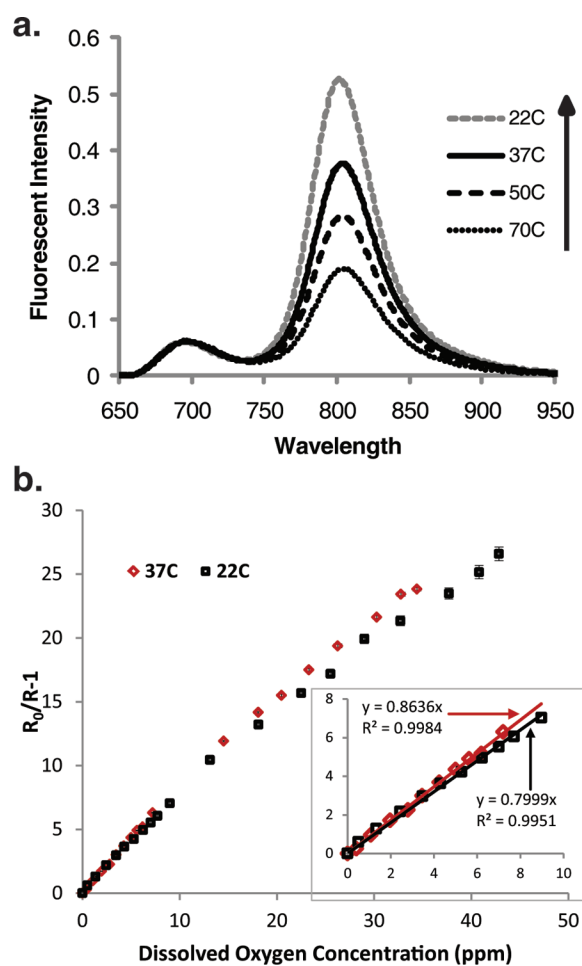 a.
0.6
0.5
0.4
0.3
0.2
0.1
0
Fluorescent Intensity
22C
37C
50C
70C
650 700 750 800 850 900 950
Wavelength
b.
30
25
20
15
10
5
0
R₀/R-1
37C 22C
8
6
4
2
0
y = 0.8636x
R² = 0.9984
y = 0.7999x
R² = 0.9951
0 2 4 6 8 10
0 10 20 30 40 50
Dissolved Oxygen Concentration (ppm)